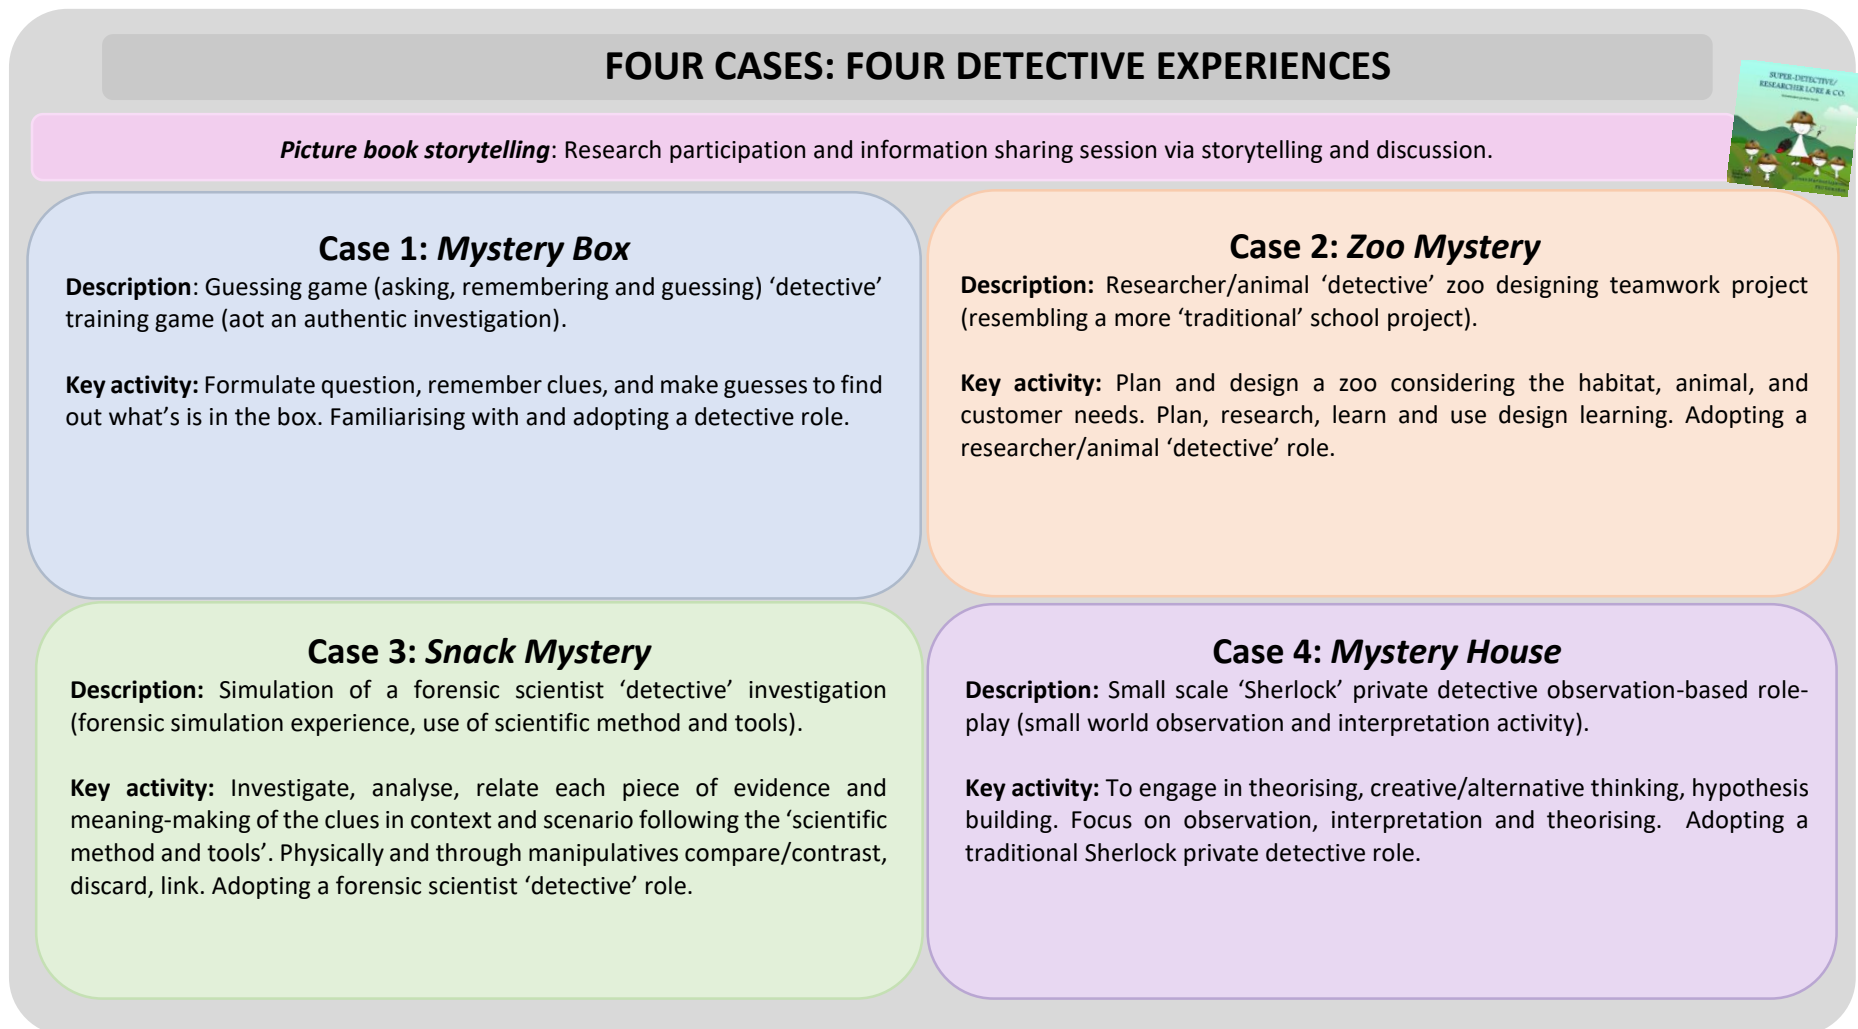 FOUR CASES: FOUR DETECTIVE EXPERIENCES
SUPER-DETECTIVE/
RESEARCHER LORE & CO.
Picture book storytelling: Research participation and information sharing session via storytelling and discussion.
Case 1: Mystery Box
Description: Guessing game (asking, remembering and guessing) ‘detective’
training game (aot an authentic investigation).
Key activity: Formulate question, remember clues, and make guesses to find
out what’s is in the box. Familiarising with and adopting a detective role.
Case 2: Zoo Mystery
Description: Researcher/animal ‘detective’ zoo designing teamwork project
(resembling a more ‘traditional’ school project).
Key activity: Plan and design a zoo considering the habitat, animal, and
customer needs. Plan, research, learn and use design learning. Adopting a
researcher/animal ‘detective’ role.
Case 3: Snack Mystery
Description: Simulation of a forensic scientist ‘detective’ investigation
(forensic simulation experience, use of scientific method and tools).
Key activity: Investigate, analyse, relate each piece of evidence and
meaning-making of the clues in context and scenario following the ‘scientific
method and tools’. Physically and through manipulatives compare/contrast,
discard, link. Adopting a forensic scientist ‘detective’ role.
Case 4: Mystery House
Description: Small scale ‘Sherlock’ private detective observation-based role-
play (small world observation and interpretation activity).
Key activity: To engage in theorising, creative/alternative thinking, hypothesis
building. Focus on observation, interpretation and theorising. Adopting a
traditional Sherlock private detective role.